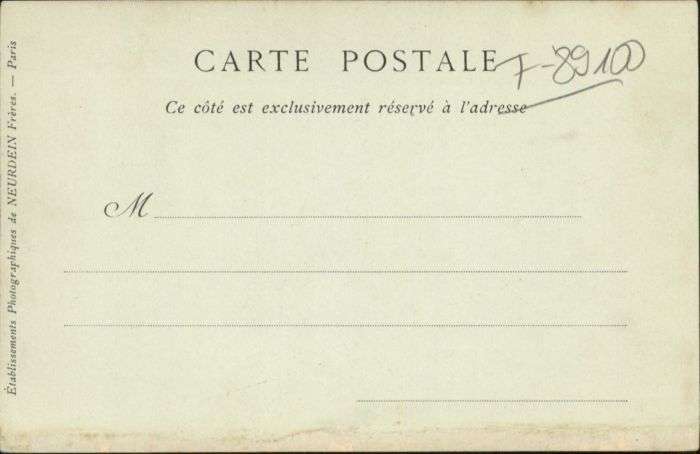 CARTE POSTALE
F-89100
Ce côté est exclusivement réservé à l'adresse
M
Établissements Photographiques de NEURDEIN Frères. — Paris